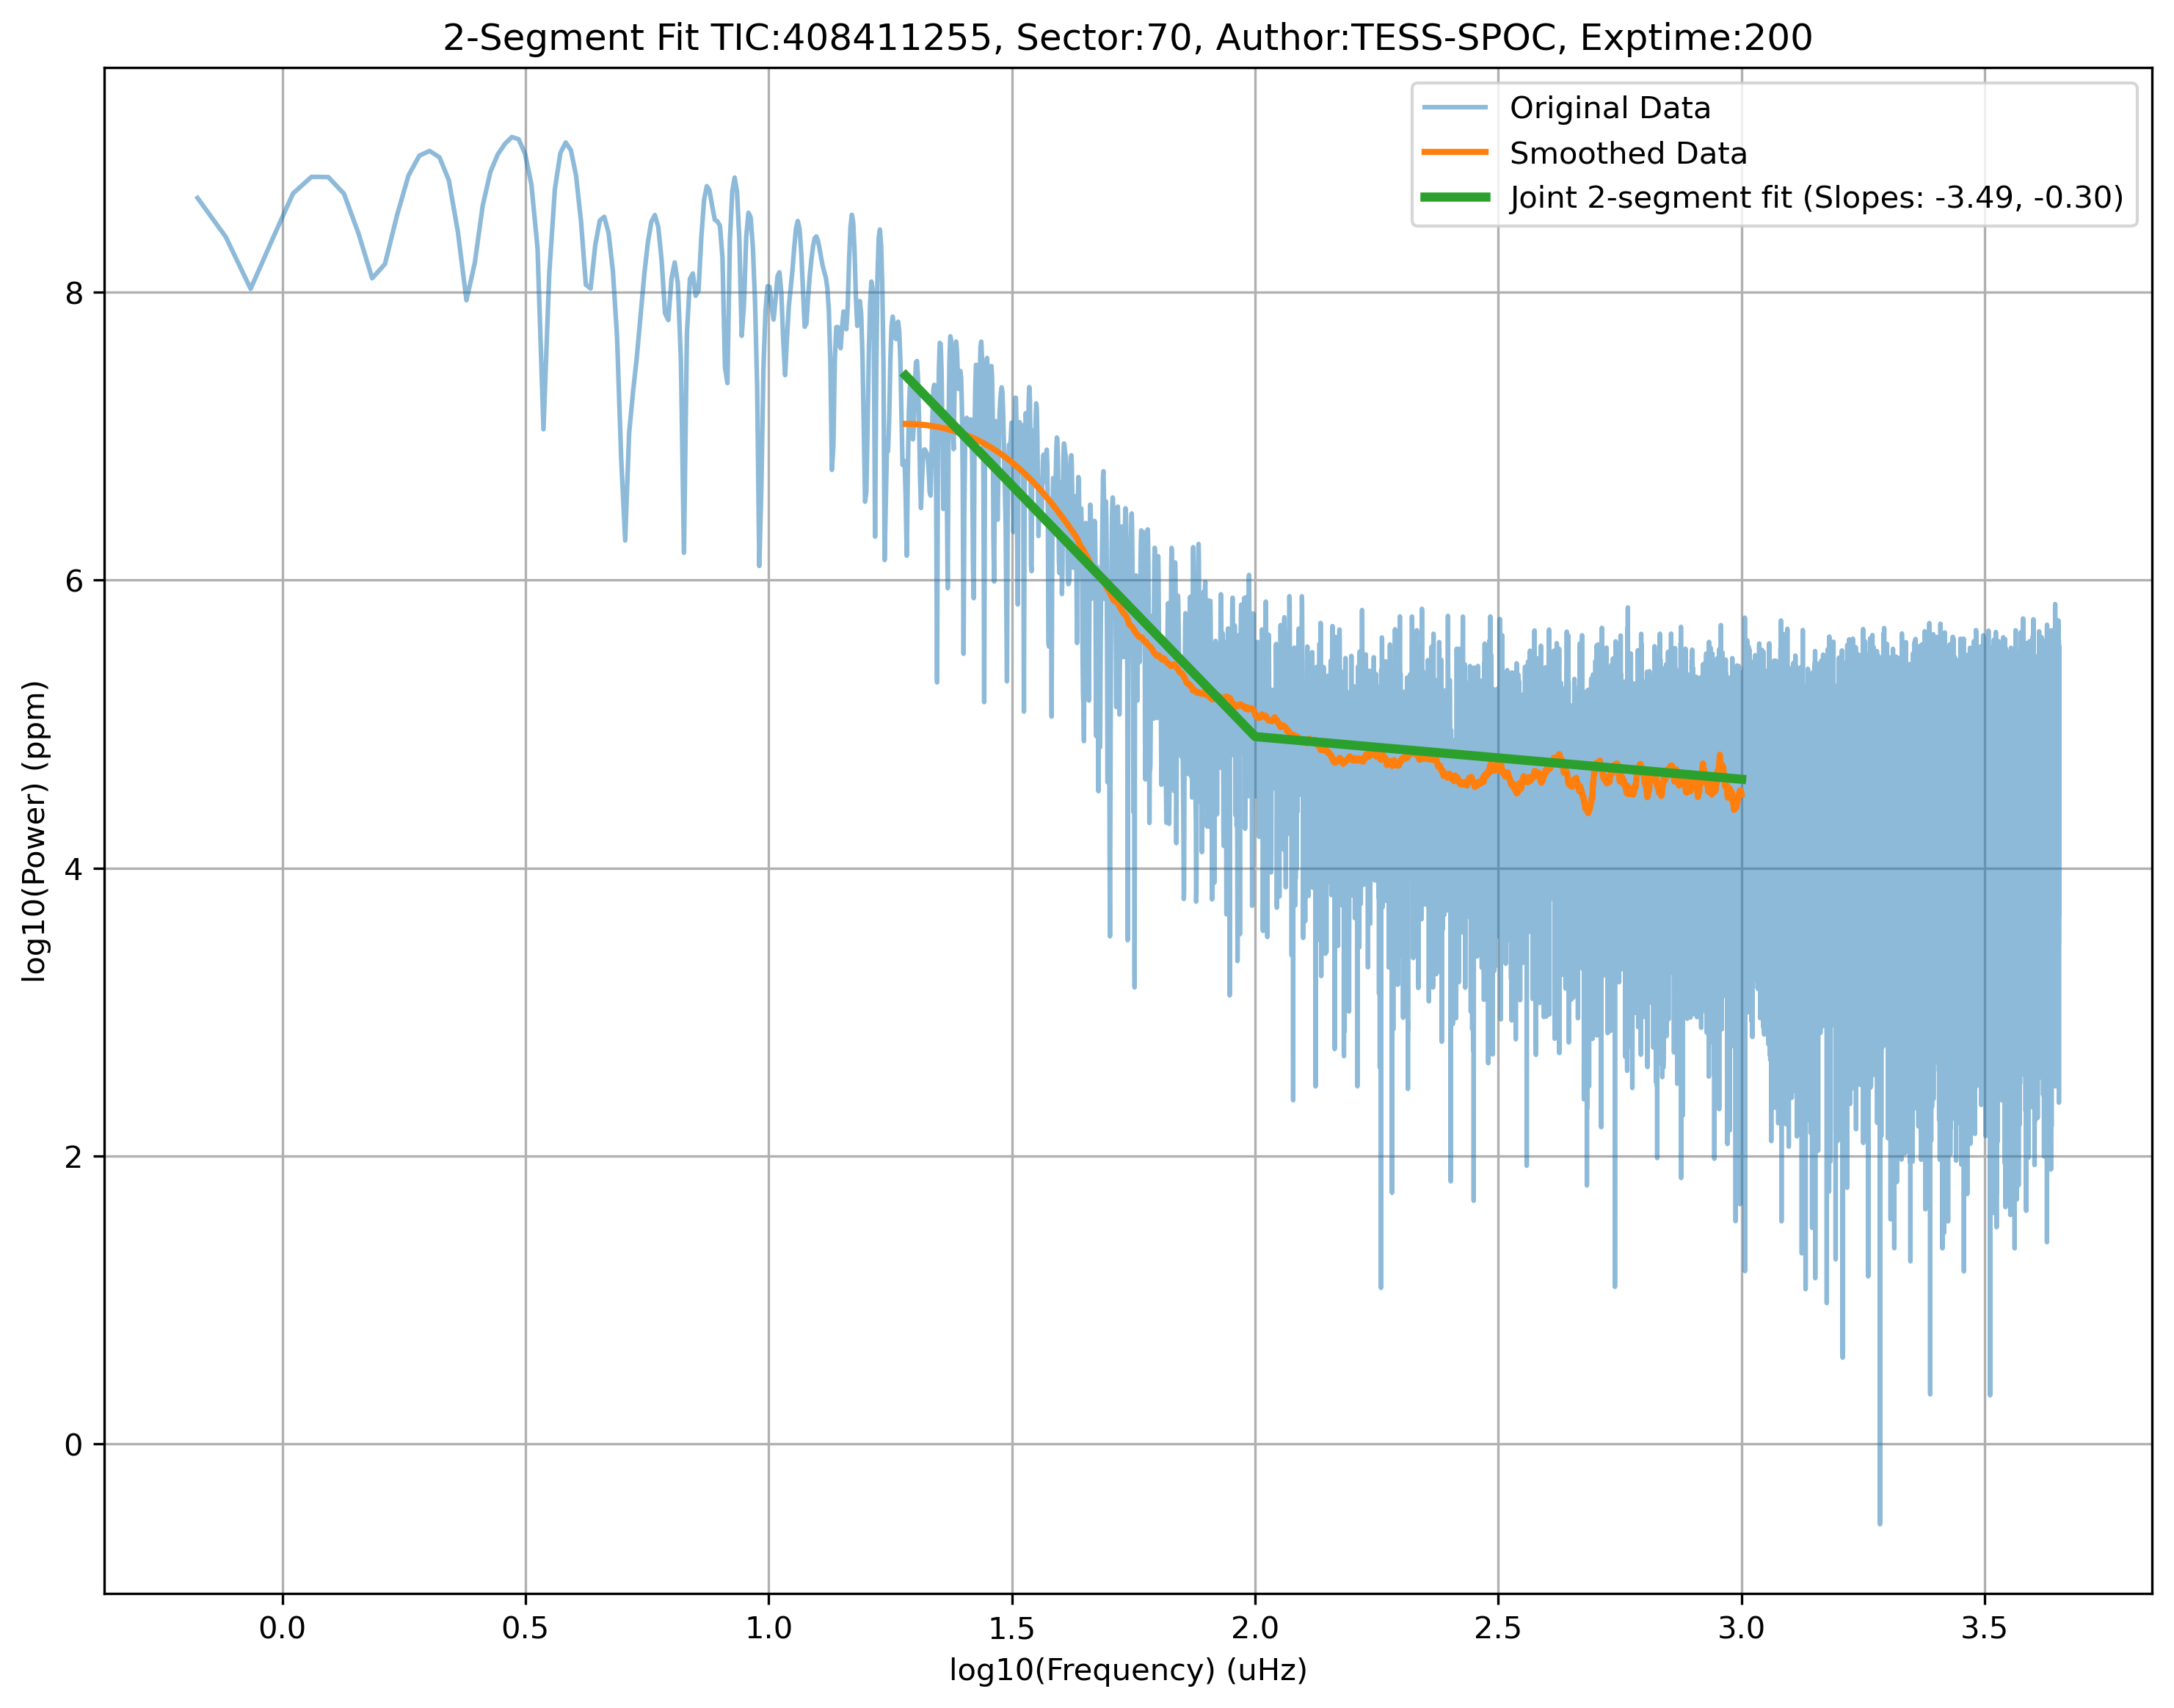 2-Segment Fit TIC:408411255, Sector:70, Author:TESS-SPOC, Exptime:200
Original Data
Smoothed Data
Joint 2-segment fit (Slopes: -3.49, -0.30)
log10(Power) (ppm)
8
6
4
2
0
0.0 0.5 1.0 1.5 2.0 2.5 3.0 3.5
log10(Frequency) (uHz)